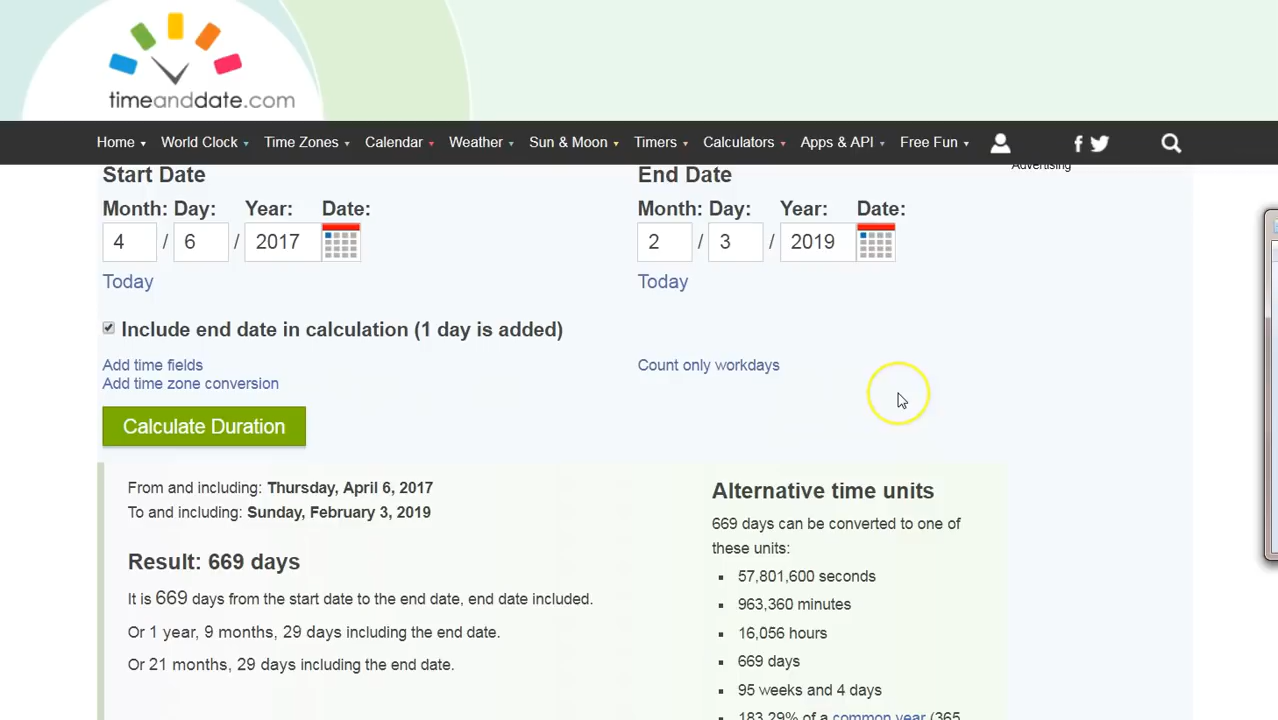 timeanddate.com
Home World Clock Time Zones Calendar Weather Sun & Moon Timers Calculators Apps & API Free Fun
Advertising
Start Date
End Date
Month: Day: Year: Date:
Month: Day: Year: Date:
4 / 6 / 2017
2 / 3 / 2019
Today
Today
Include end date in calculation (1 day is added)
Add time fields
Count only workdays
Add time zone conversion
Calculate Duration
From and including: Thursday, April 6, 2017
To and including: Sunday, February 3, 2019
Result: 669 days
It is 669 days from the start date to the end date, end date included.
Or 1 year, 9 months, 29 days including the end date.
Or 21 months, 29 days including the end date.
Alternative time units
669 days can be converted to one of
these units:
57,801,600 seconds
963,360 minutes
16,056 hours
669 days
95 weeks and 4 days
183.29% of a common year (365